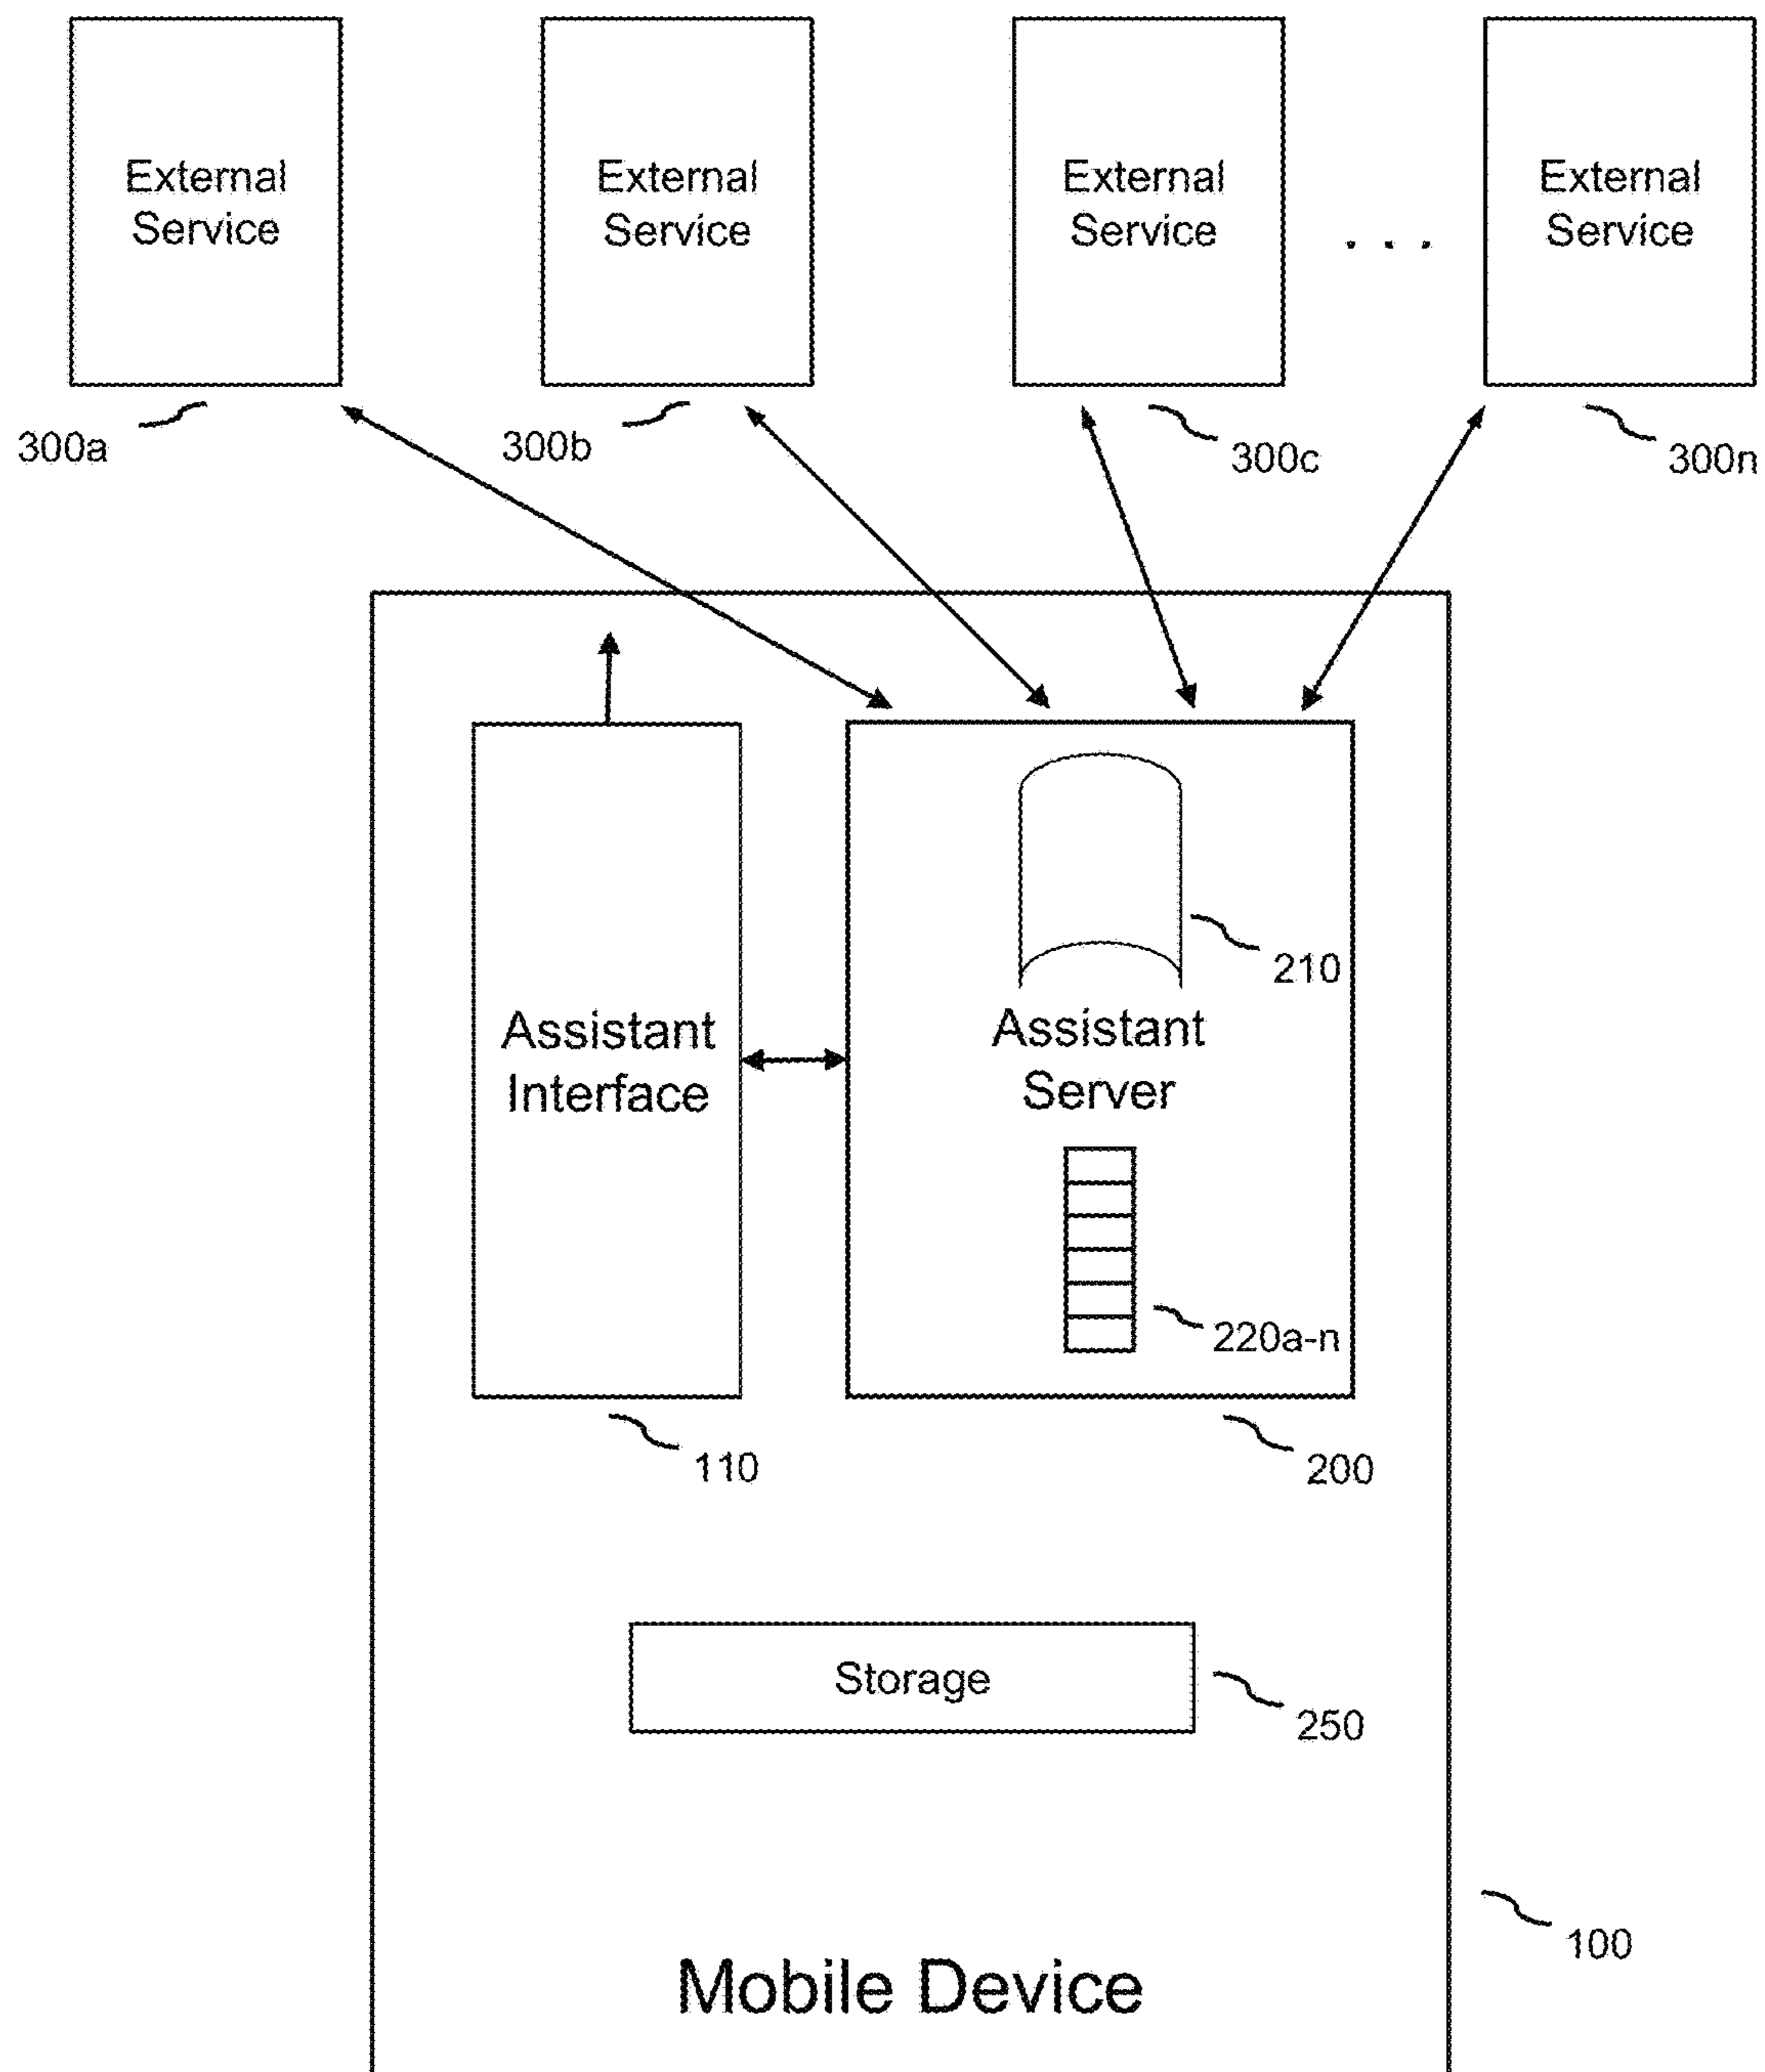 External
Service
External
Service
External
Service
. . .
External
Service
300a
300b
300c
300n
210
Assistant
Interface
Assistant
Server
220a-n
110
200
Storage
250
100
Mobile Device